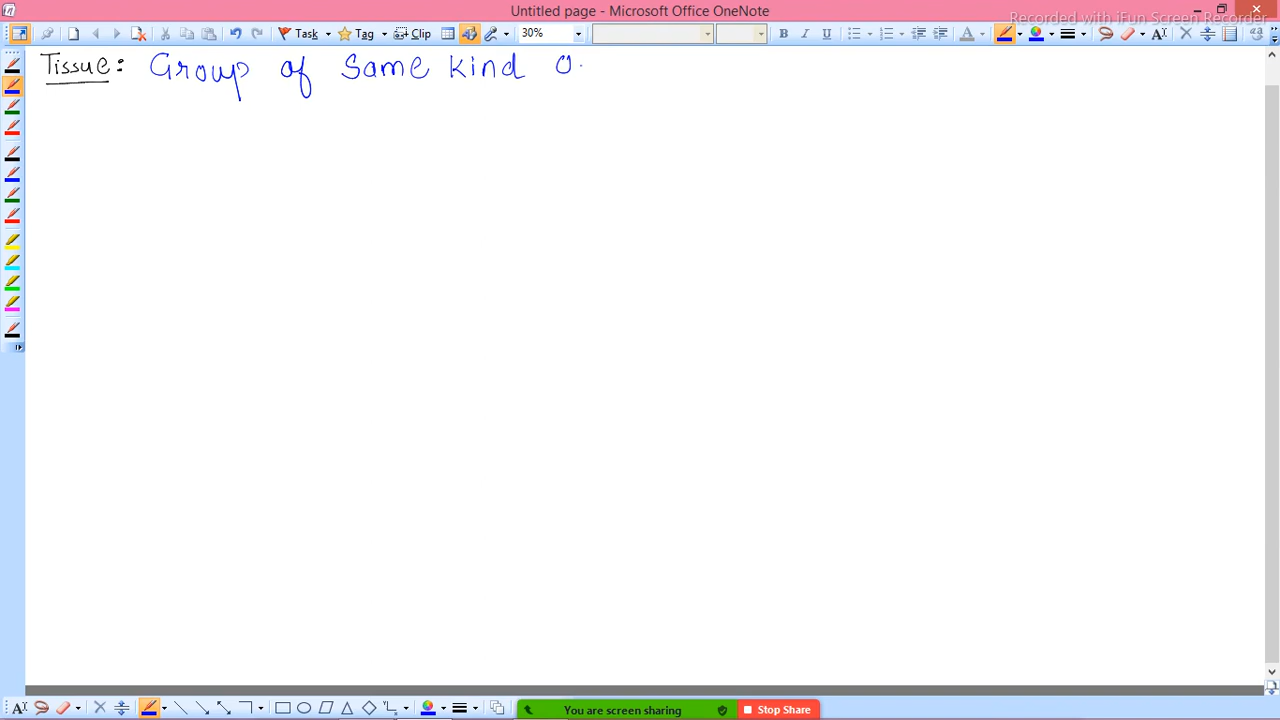 Untitled page - Microsoft Office OneNote
Recorded with iFun Screen Recorder
Task Tag Clip 30% B I U A A
Tissue: Group of Same Kind o
A You are screen sharing Stop Share